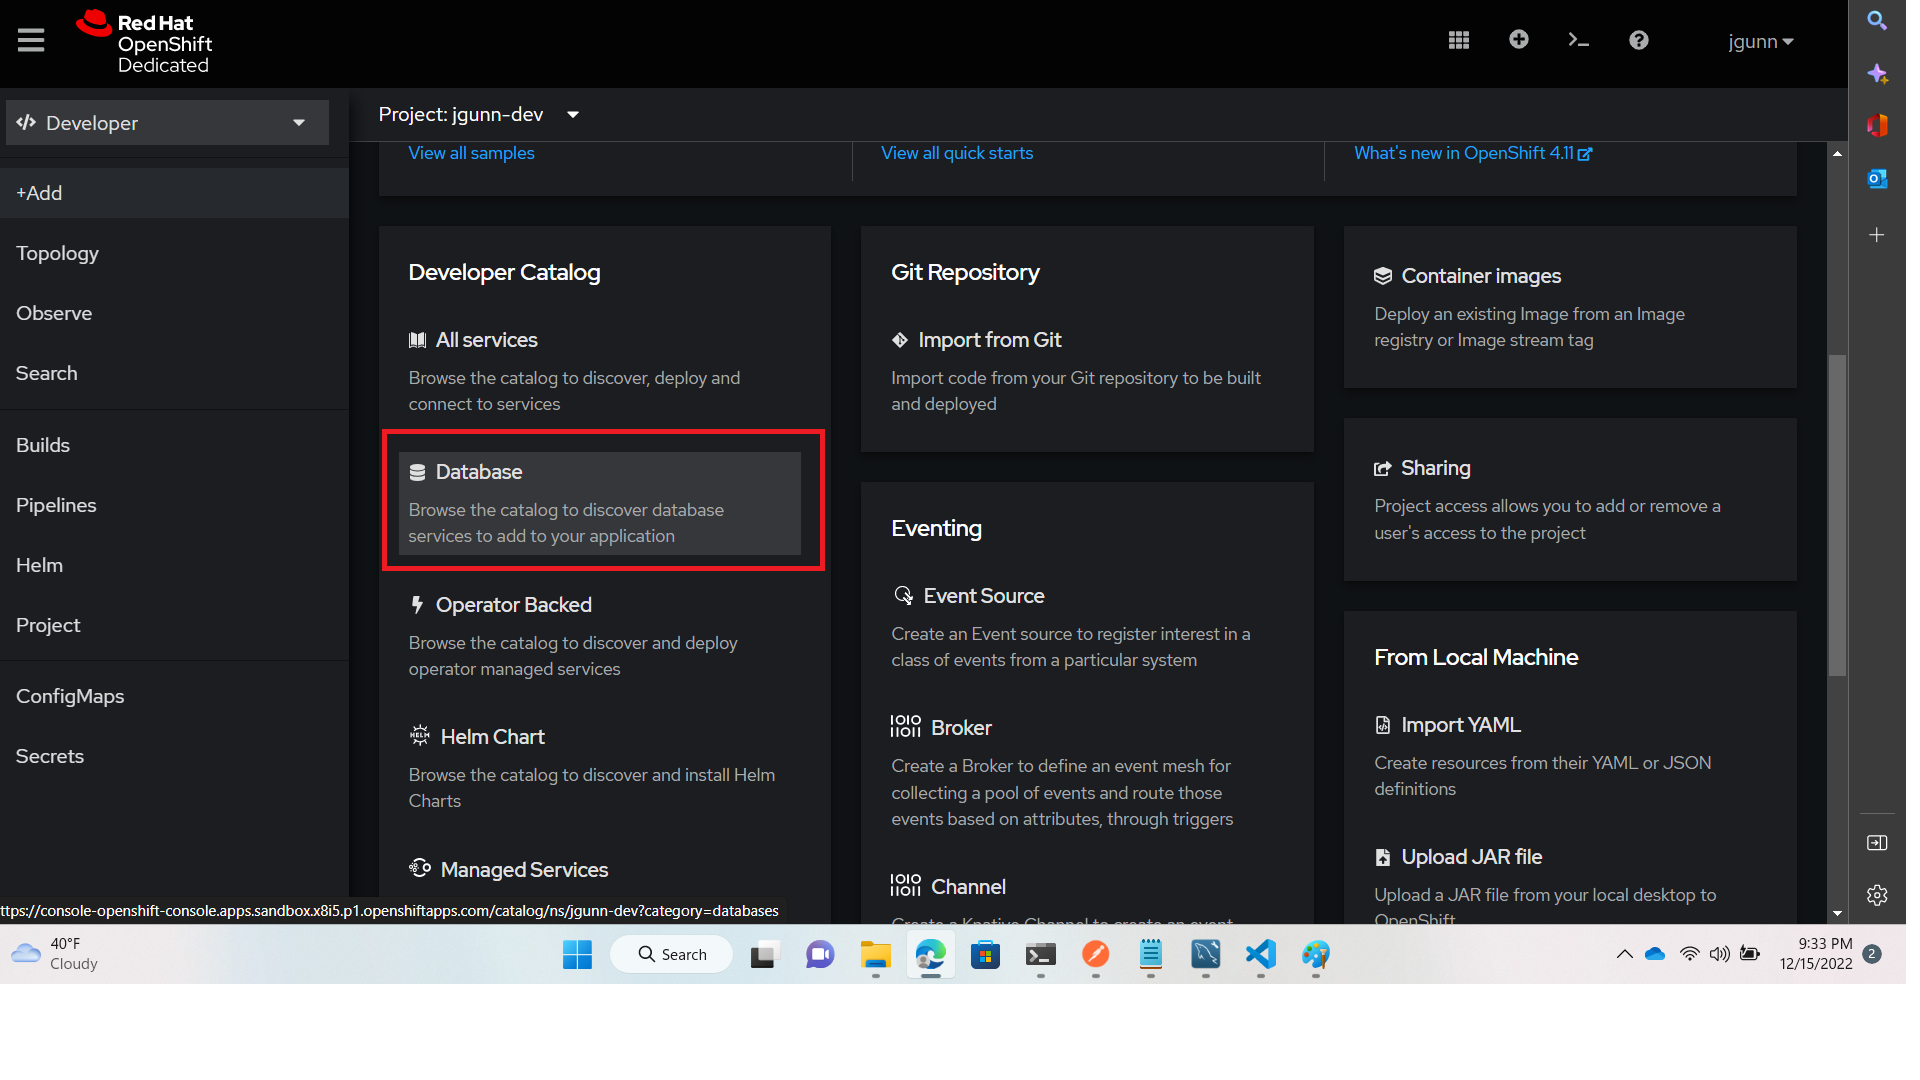 Red Hat
OpenShift
Dedicated
jgunn
Developer
+Add
Topology
Observe
Search
Builds
Pipelines
Helm
Project
ConfigMaps
Secrets
Project: jgunn-dev
View all samples
View all quick starts
What's new in OpenShift 4.11
Developer Catalog
All services
Browse the catalog to discover, deploy and
connect to services
Database
Browse the catalog to discover database
services to add to your application
Operator Backed
Browse the catalog to discover and deploy
operator managed services
HELM
Helm Chart
Browse the catalog to discover and install Helm
Charts
Managed Services
Git Repository
Import from Git
Import code from your Git repository to be built
and deployed
Eventing
Event Source
Create an Event source to register interest in a
class of events from a particular system
Broker
Create a Broker to define an event mesh for
collecting a pool of events and route those
events based on attributes, through triggers
Channel
Create a Knative Channel to create an event
Container images
Deploy an existing Image from an Image
registry or Image stream tag
Sharing
Project access allows you to add or remove a
user's access to the project
From Local Machine
Import YAML
Create resources from their YAML or JSON
definitions
Upload JAR file
Upload a JAR file from your local desktop to
OpenShift
ttps://console-openshift-console.apps.sandbox.x8i5.p1.openshiftapps.com/catalog/ns/jgunn-dev?category=databases
40°F
Cloudy
Search
9:33 PM
12/15/2022
2